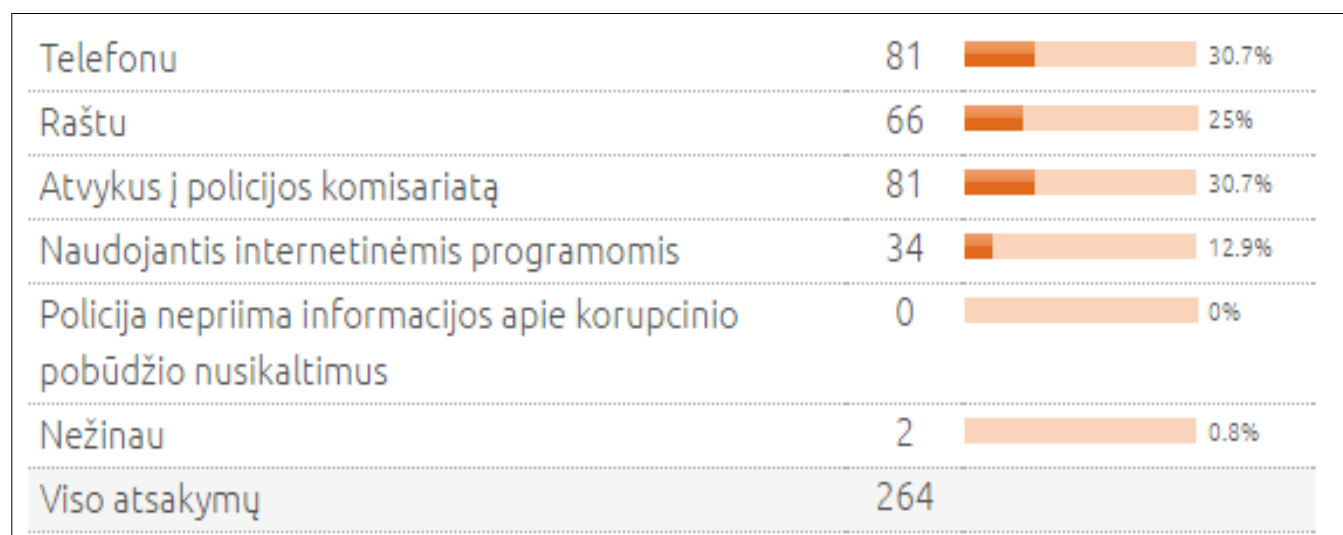 Telefonu 81 30.7%
Raštu 66 25%
Atvykus į policijos komisariatą 81 30.7%
Naudojantis internetinėmis programomis 34 12.9%
Policija nepriima informacijos apie korupcinio 0 0%
pobūdžio nusikaltimus
Nežinau 2 0.8%
Viso atsakymų 264